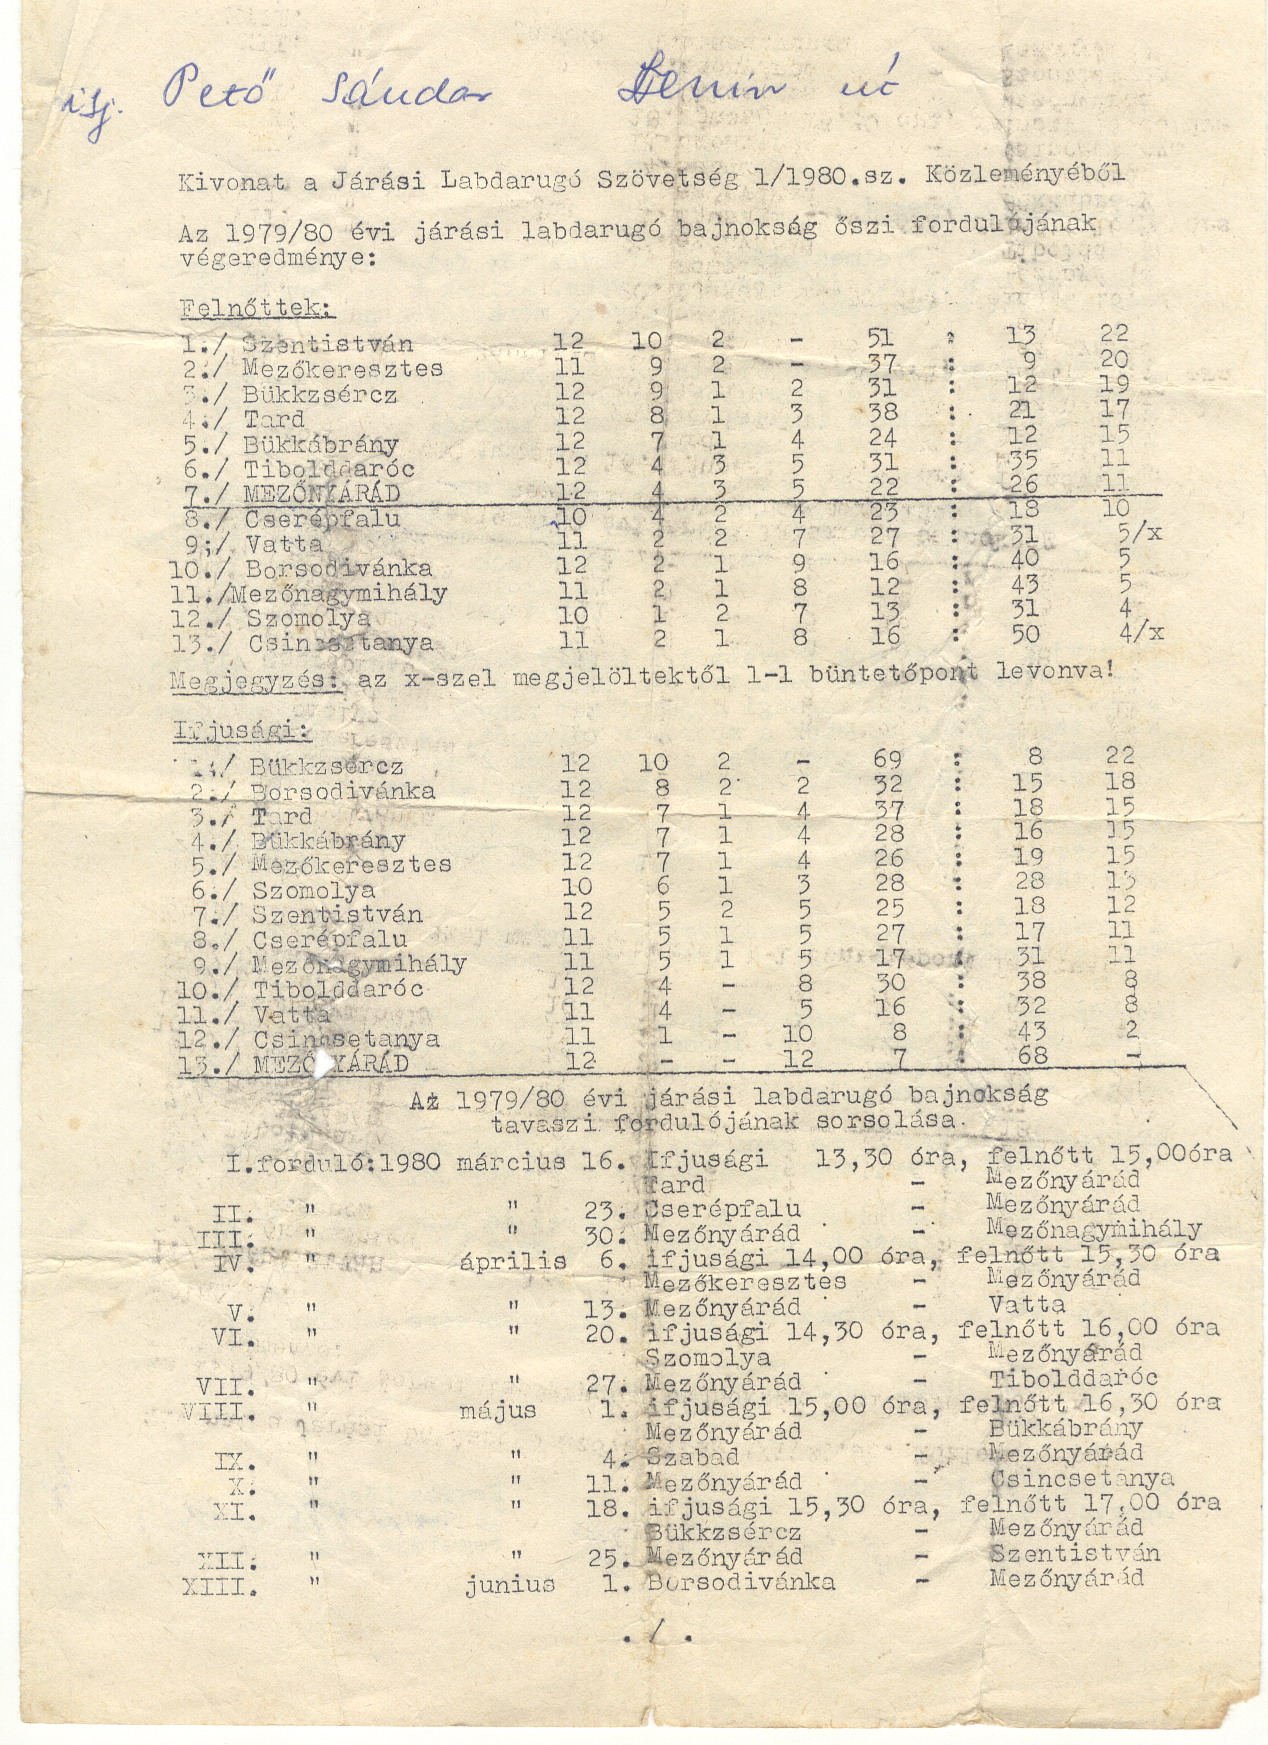 ifj. Pető Sándor Lenin út
Kivonat a Járási Labdarugó Szövetség 1/1980.sz. Közleményéből
Az 1979/80 évi járási labdarugó bajnokság őszi fordulójának
végeredménye:
Felnőttek:
1./ Szentistván 12 10 2 - 51 : 13 22
2./ Mezőkeresztes 11 9 2 - 37 : 9 20
3./ Bükkzsércz 12 9 1 2 31 : 12 19
4./ Tard 12 8 1 3 38 : 21 17
5./ Bükkábrány 12 7 1 4 24 : 12 15
6./ Tibolddaróc 12 4 3 5 31 : 35 11
7./ MEZŐNYÁRÁD 12 4 3 5 22 : 26 11
8./ Cserépfalu 10 4 2 4 23 : 18 10
9;/ Vatta 11 2 2 7 27 : 31 5/x
10./ Borsodivánka 12 2 1 9 16 : 40 5
11./Mezőnagymihály 11 2 1 8 12 : 43 5
12./ Szomolya 10 1 2 7 13 : 31 4
13./ Csincsetanya 11 2 1 8 16 : 50 4/x
Megjegyzés: az x-szel megjelöltektől 1-1 büntetőpont levonva!
Ifjusági:
1./ Bükkzsércz 12 10 2 - 69 : 8 22
2./ Borsodivánka 12 8 2 2 32 : 15 18
3./ Tard 12 7 1 4 37 : 18 15
4./ Bükkábrány 12 7 1 4 28 : 16 15
5./ Mezőkeresztes 12 7 1 4 26 : 19 15
6./ Szomolya 10 6 1 3 28 : 28 13
7./ Szentistván 12 5 2 5 25 : 18 12
8./ Cserépfalu 11 5 1 5 27 : 17 11
9./ Mezőnagymihály 11 5 1 5 17 : 31 11
10./ Tibolddaróc 12 4 - 8 30 : 38 8
11./ Vatta 11 4 - 5 16 : 32 8
12./ Csincsetanya 11 1 - 10 8 : 43 2
13./ MEZŐNYÁRÁD 12 - - 12 7 : 68 -
Az 1979/80 évi járási labdarugó bajnokság
tavaszi fordulójának sorsolása.
I.forduló:1980 március 16. Ifjusági 13,30 óra, felnőtt 15,00óra
Tard - Mezőnyárád
II. " " 23. Cserépfalu - Mezőnyárád
III. " " 30. Mezőnyárád - Mezőnagymihály
IV. " április 6. ifjusági 14,00 óra, felnőtt 15,30 óra
Mezőkeresztes - Mezőnyárád
V. " " 13. Mezőnyárád - Vatta
VI. " " 20. ifjusági 14,30 óra, felnőtt 16,00 óra
Szomolya - Mezőnyárád
VII. " " 27. Mezőnyárád - Tibolddaróc
VIII. " május 1. ifjusági 15,00 óra, felnőtt 16,30 óra
Mezőnyárád - Bükkábrány
IX. " " 4. Szabad - Mezőnyárád
X. " " 11. Mezőnyárád - Csincsetanya
XI. " " 18. ifjusági 15,30 óra, felnőtt 17,00 óra
Bükkzsércz - Mezőnyárád
XII. " " 25. Mezőnyárád - Szentistván
XIII. " junius 1. Borsodivánka - Mezőnyárád
./.